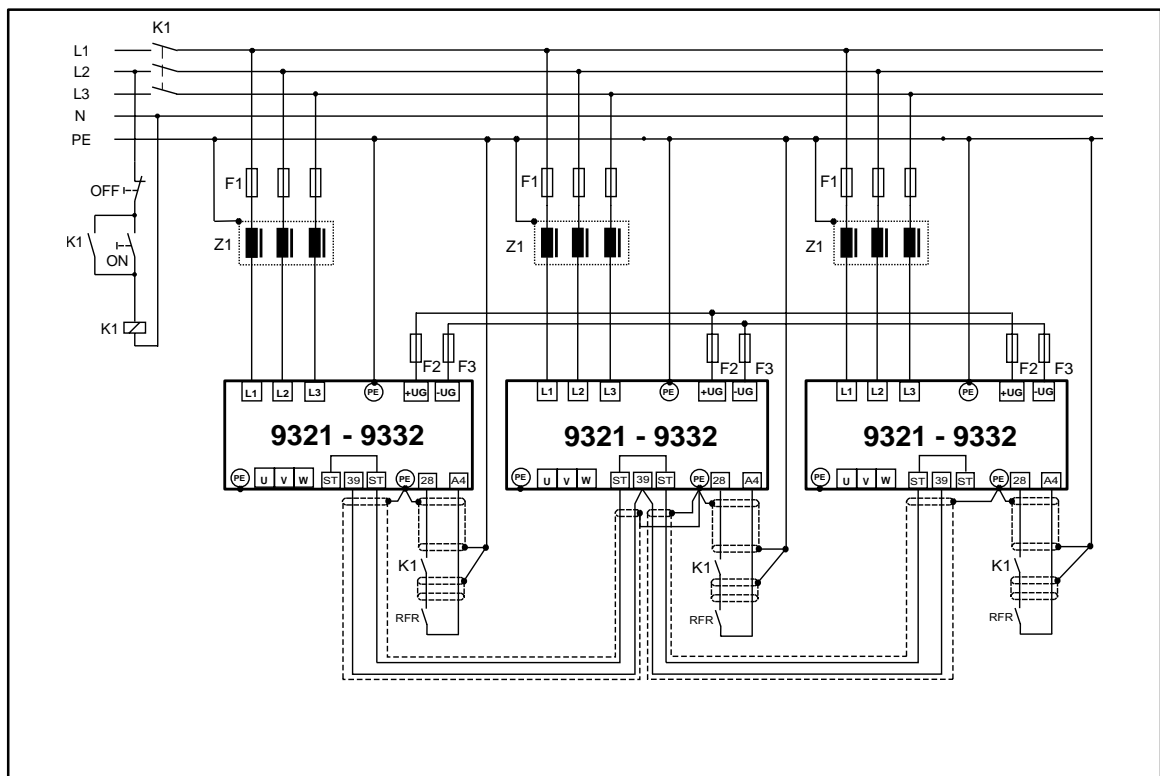 K1
L1
L2
L3
N
PE
OFF
K1
ON
K1
F1 F1 F1
Z1 Z1 Z1
F2 F3 F2 F3 F2 F3
L1 L2 L3 PE +UG -UG
9321 - 9332
PE U V W ST 39 ST PE 28 A4
K1
RFR
L1 L2 L3 PE +UG -UG
9321 - 9332
PE U V W ST 39 ST PE 28 A4
K1
RFR
L1 L2 L3 PE +UG -UG
9321 - 9332
PE U V W ST 39 ST PE 28 A4
K1
RFR